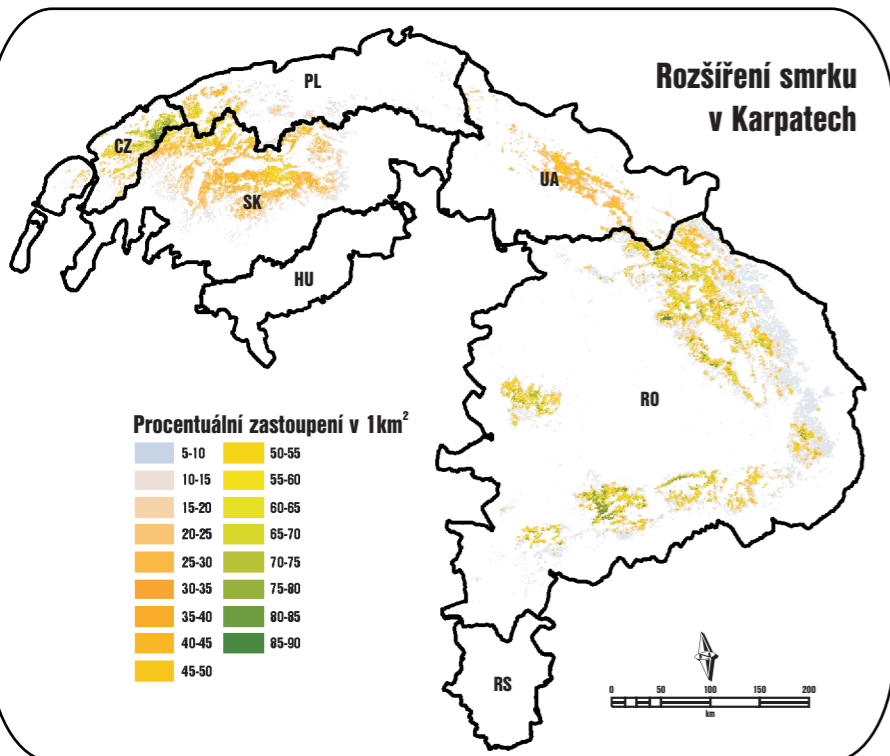 Rozšíření smrku
v Karpatech
PL
CZ
SK
UA
HU
RO
RS
Procentuální zastoupení v 1km²
5-10
10-15
15-20
20-25
25-30
30-35
35-40
40-45
45-50
50-55
55-60
60-65
65-70
70-75
75-80
80-85
85-90
0 50 100 150 200
km